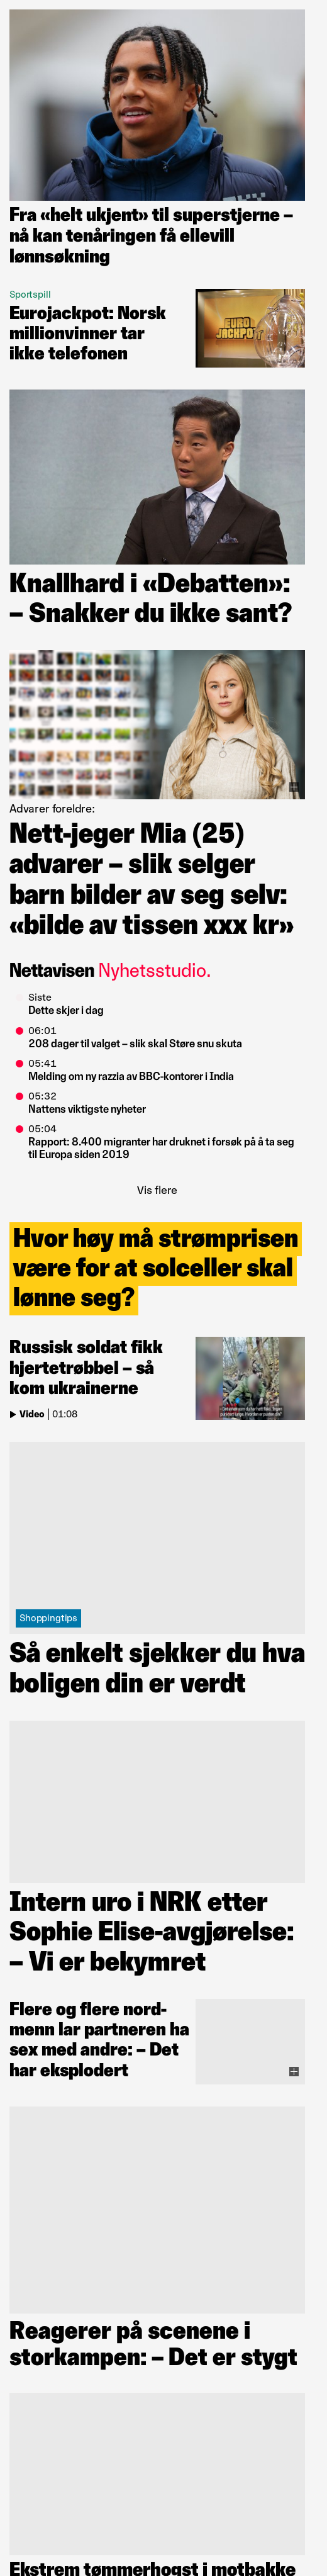 Fra «helt ukjent» til superstjerne –
nå kan tenåringen få ellevill
lønnsøkning
Sportspill
Eurojackpot: Norsk
millionvinner tar
ikke telefonen
EURO
JACKPOT
Knallhard i «Debatten»:
– Snakker du ikke sant?
Advarer foreldre:
Nett-jeger Mia (25)
advarer – slik selger
barn bilder av seg selv:
«bilde av tissen xxx kr»
Nettavisen Nyhetsstudio.
Siste
Dette skjer i dag
06:01
208 dager til valget – slik skal Støre snu skuta
05:41
Melding om ny razzia av BBC-kontorer i India
05:32
Nattens viktigste nyheter
05:04
Rapport: 8.400 migranter har druknet i forsøk på å ta seg
til Europa siden 2019
Vis flere
Hvor høy må strømprisen
være for at solceller skal
lønne seg?
Russisk soldat fikk
hjertetrøbbel – så
kom ukrainerne
Video | 01:08
Shoppingtips
Så enkelt sjekker du hva
boligen din er verdt
Intern uro i NRK etter
Sophie Elise-avgjørelse:
– Vi er bekymret
Flere og flere nord-
menn lar partneren ha
sex med andre: – Det
har eksplodert
Reagerer på scenene i
storkampen: – Det er stygt
Ekstrem tømmerhogst i motbakke